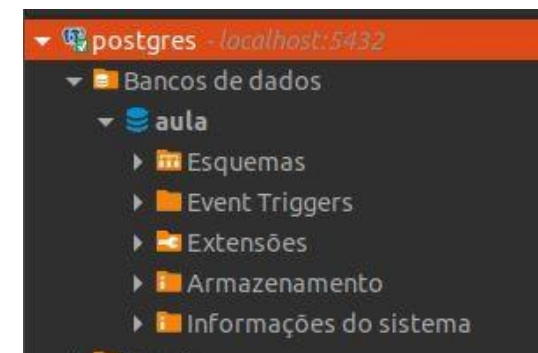 postgres - localhost:5432
Bancos de dados
aula
Esquemas
Event Triggers
Extensões
Armazenamento
Informações do sistema